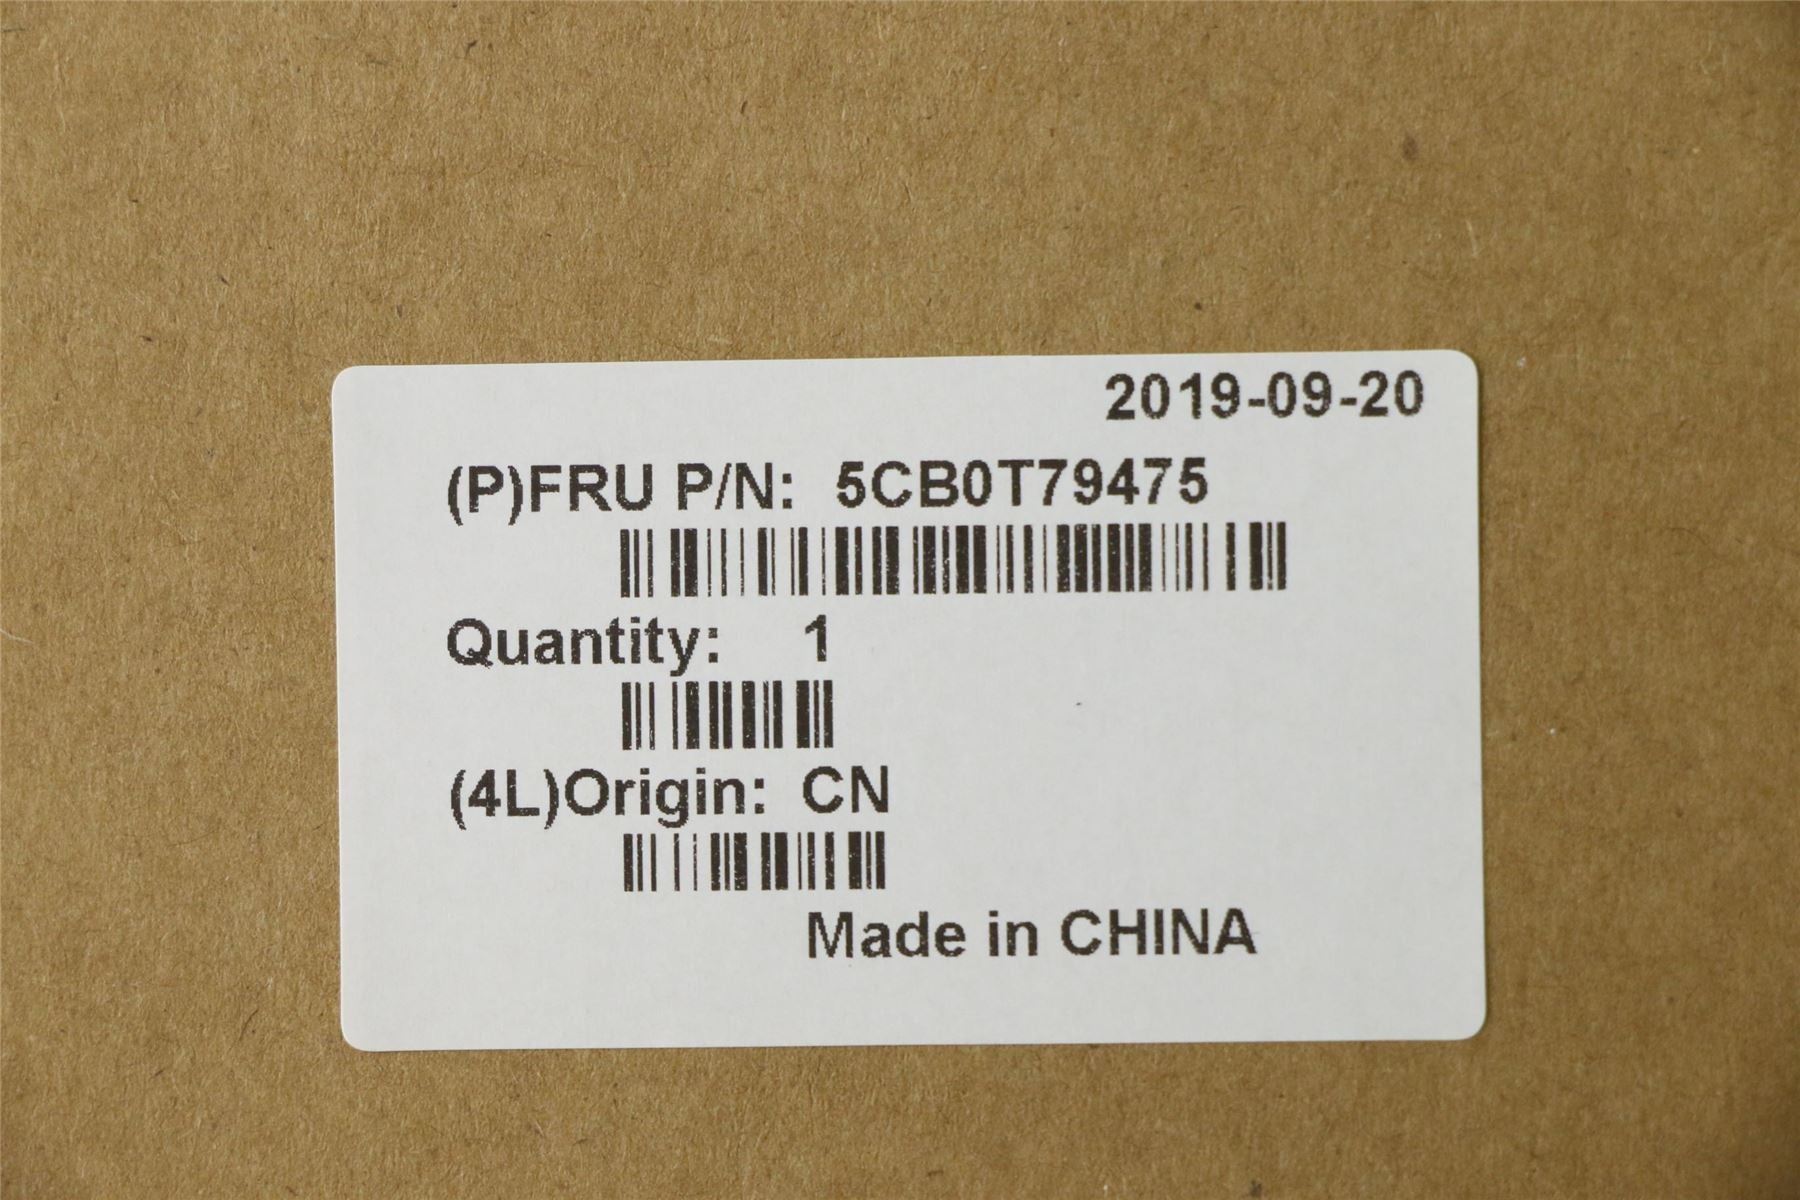 2019-09-20
(P)FRU P/N: 5CB0T79475
Quantity: 1
(4L)Origin: CN
Made in CHINA